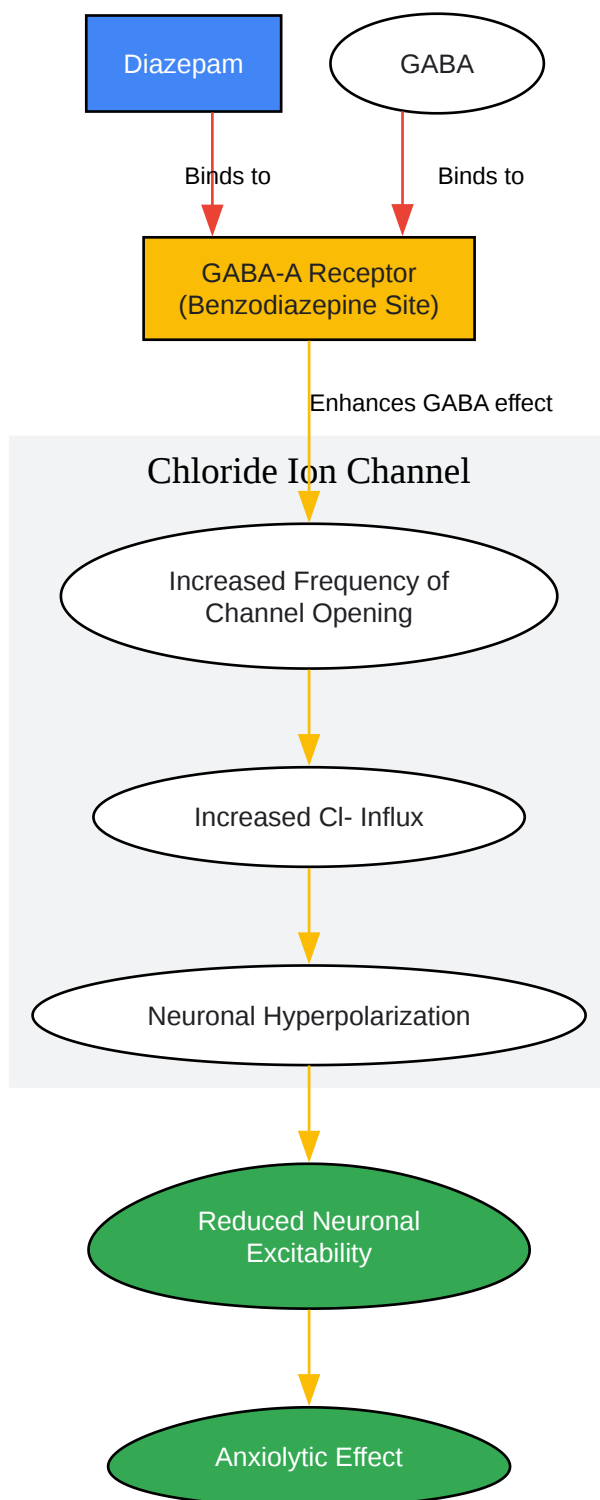 Diazepam
GABA
Binds to
Binds to
GABA-A Receptor
(Benzodiazepine Site)
Enhances GABA effect
Chloride Ion Channel
Increased Frequency of
Channel Opening
Increased Cl- Influx
Neuronal Hyperpolarization
Reduced Neuronal
Excitability
Anxiolytic Effect